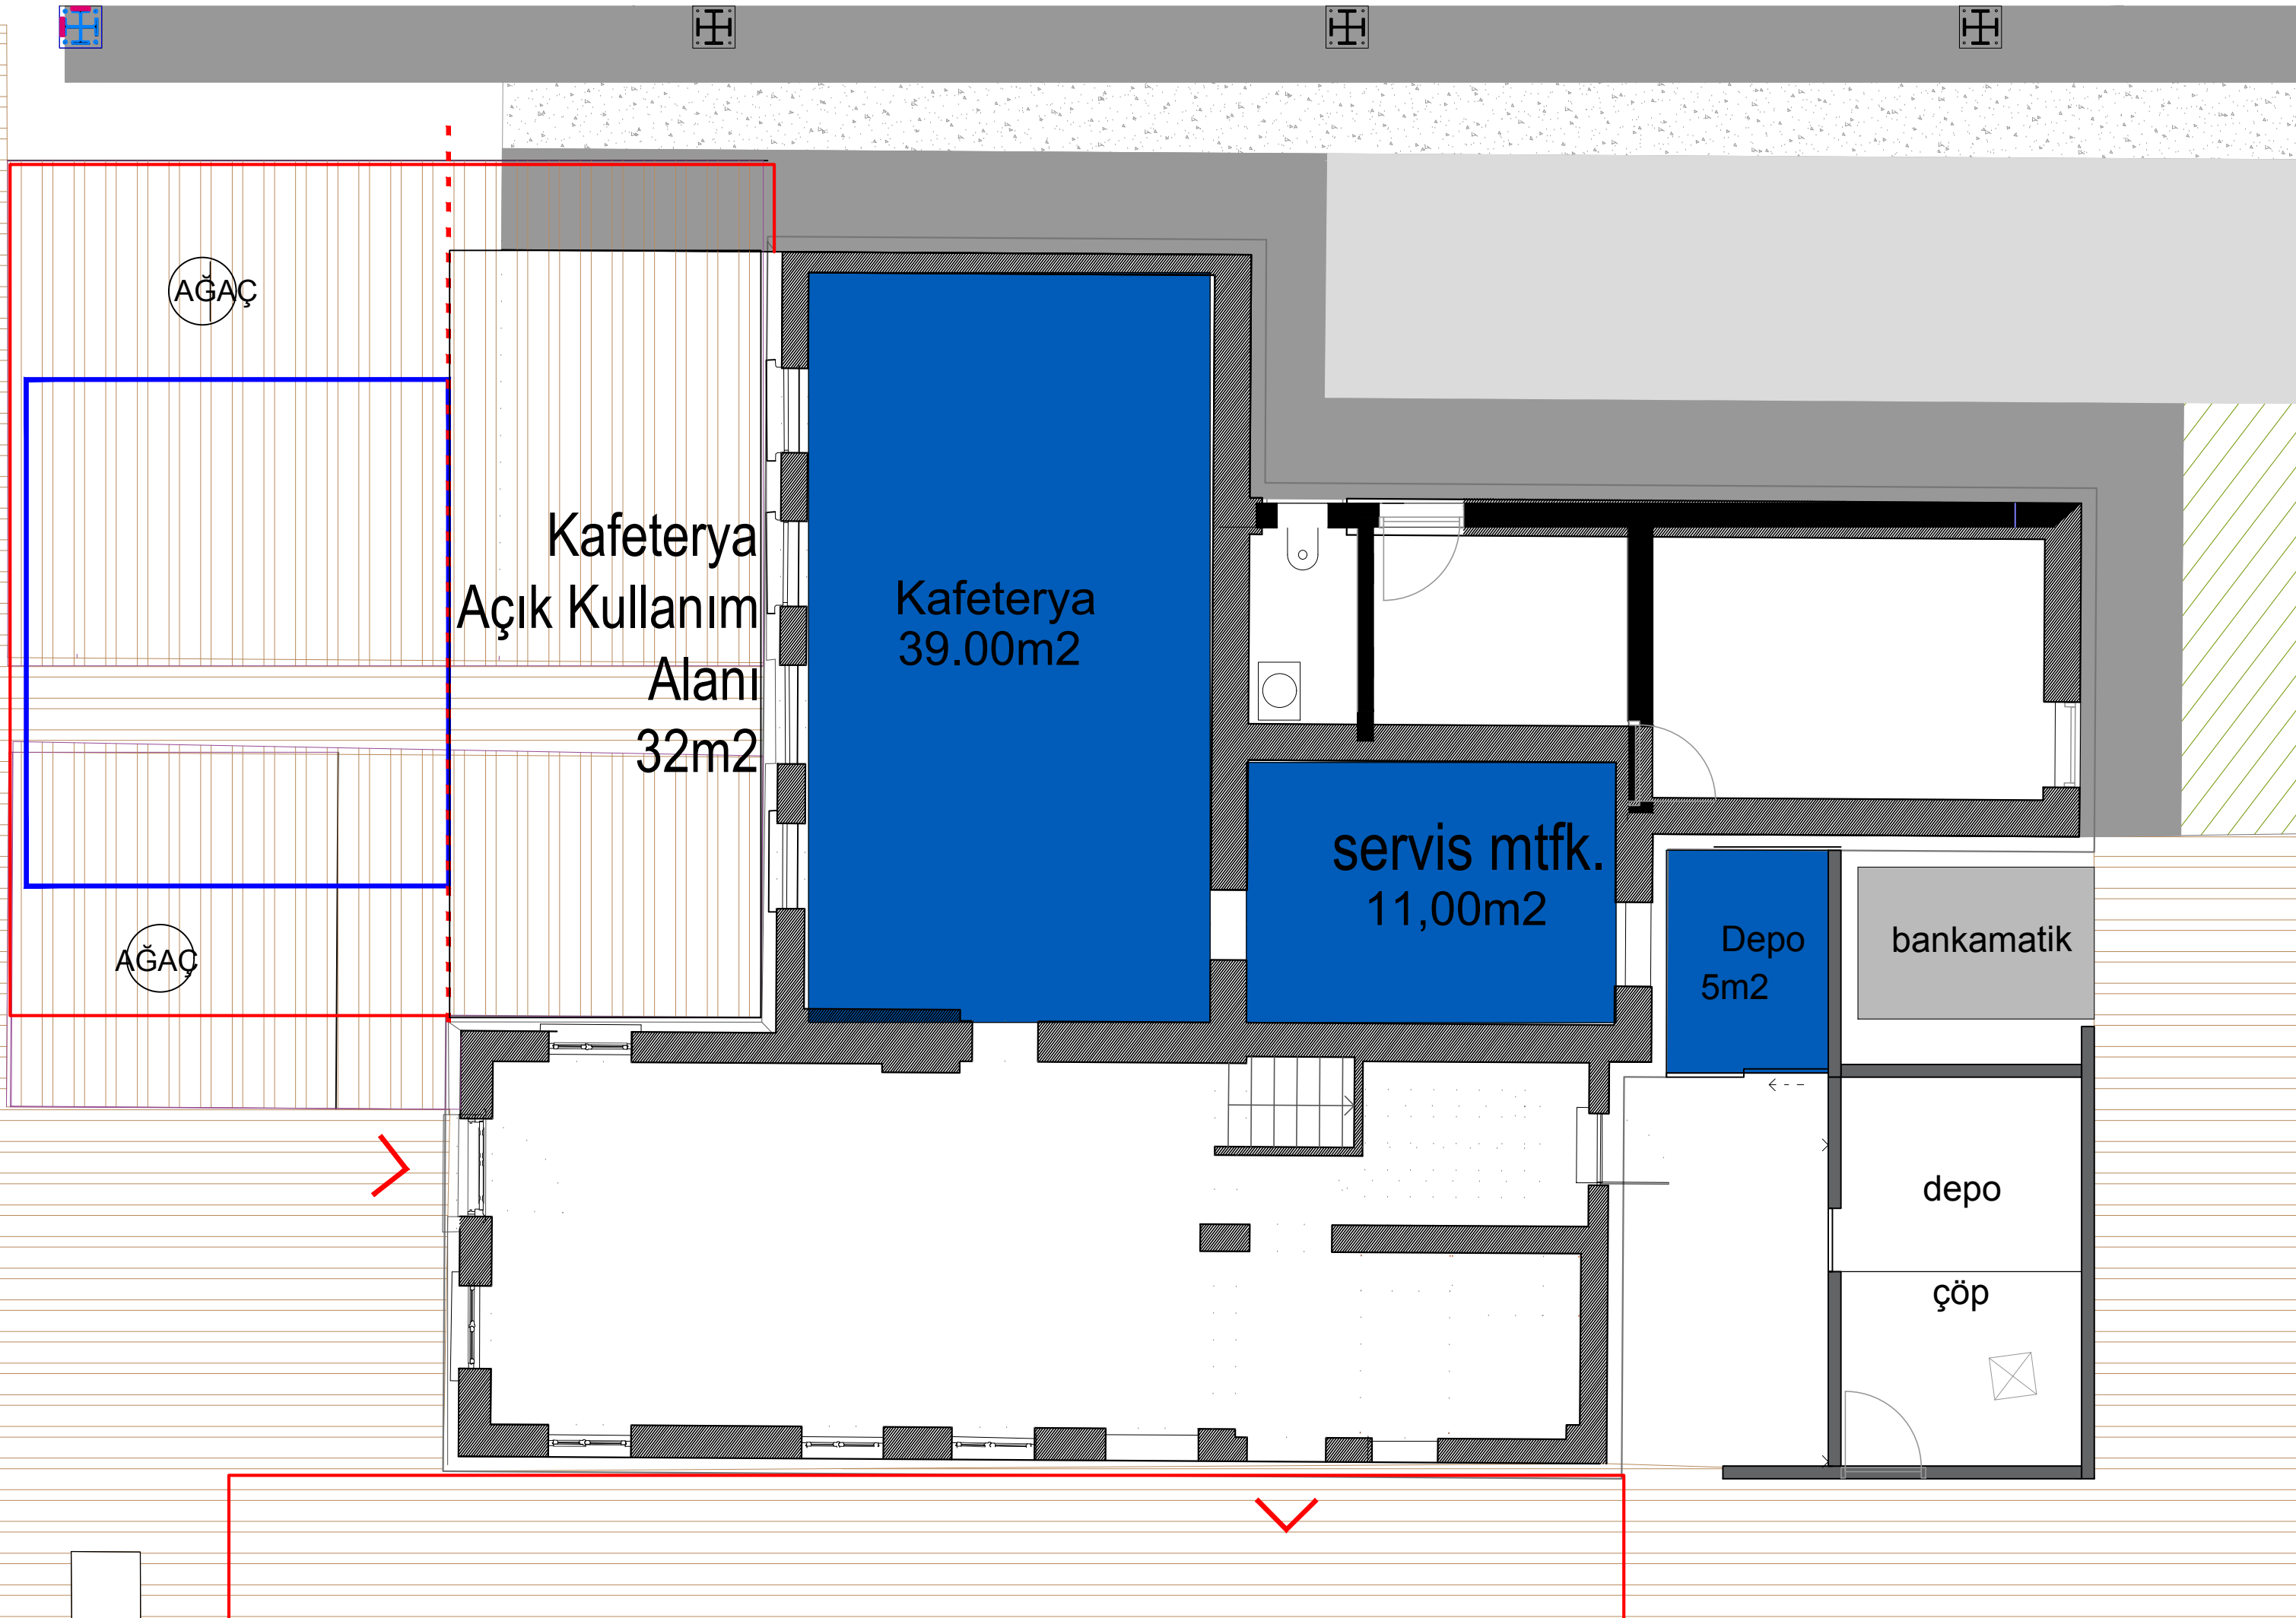 AĞAÇ
Kafeterya
Açık Kullanım
Alanı
32m2
Kafeterya
39.00m2
servis mtfk.
11,00m2
Depo
5m2
bankamatik
AĞAÇ
depo
çöp